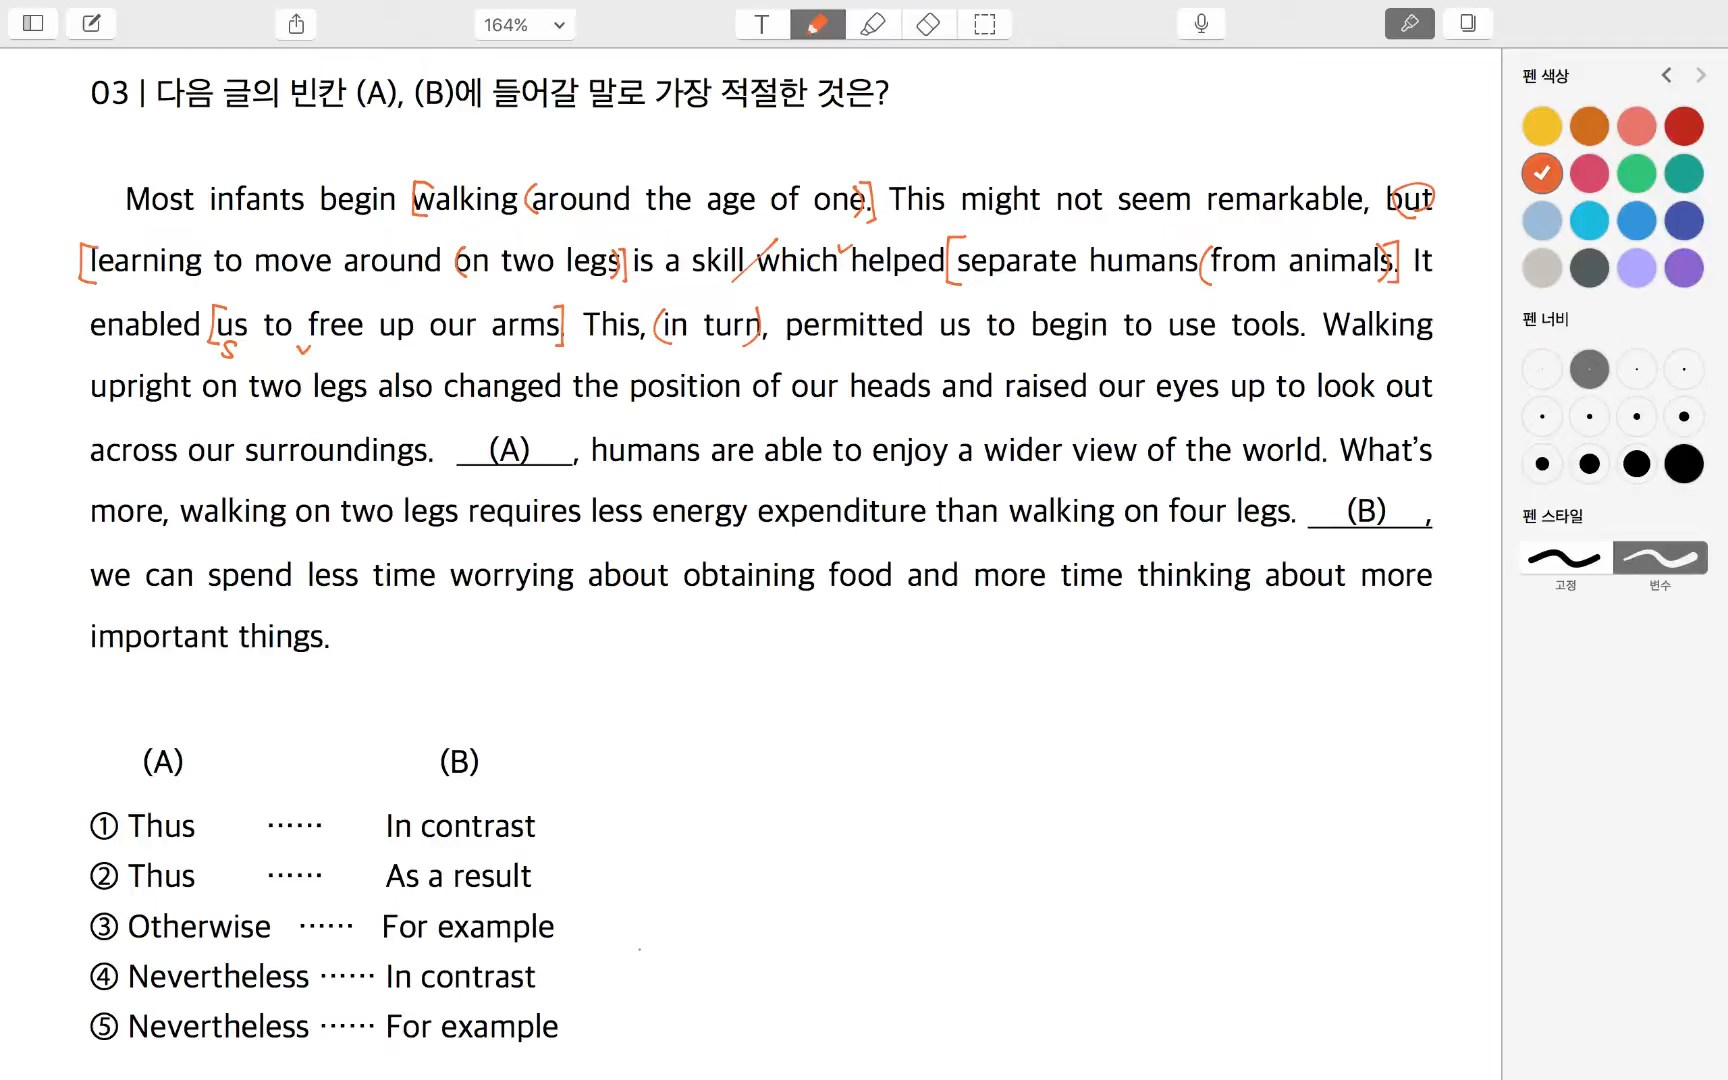 164%
T
03 | 다음 글의 빈칸 (A), (B)에 들어갈 말로 가장 적절한 것은?
Most infants begin walking around the age of one. This might not seem remarkable, but
learning to move around on two legs is a skill which helped separate humans from animals. It
enabled us to free up our arms. This, in turn, permitted us to begin to use tools. Walking
S v
upright on two legs also changed the position of our heads and raised our eyes up to look out
across our surroundings. (A) , humans are able to enjoy a wider view of the world. What's
more, walking on two legs requires less energy expenditure than walking on four legs. (B) ,
we can spend less time worrying about obtaining food and more time thinking about more
important things.
(A) (B)
① Thus ······ In contrast
② Thus ······ As a result
③ Otherwise ······ For example
④ Nevertheless ······ In contrast
⑤ Nevertheless ······ For example
펜 색상
펜 너비
펜 스타일
고정 변수